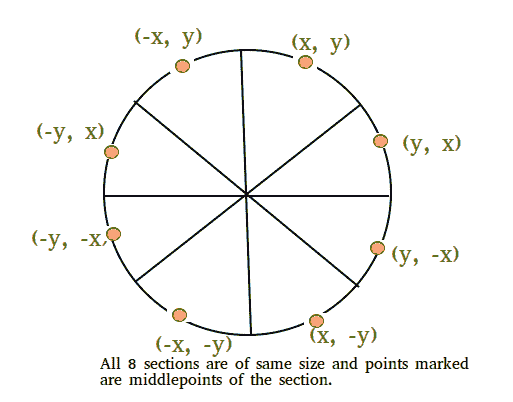 (-x, y)
(x, y)
(-y, x)
(y, x)
(-y, -x)
(y, -x)
(-x, -y)
(x, -y)
All 8 sections are of same size and points marked
are middlepoints of the section.